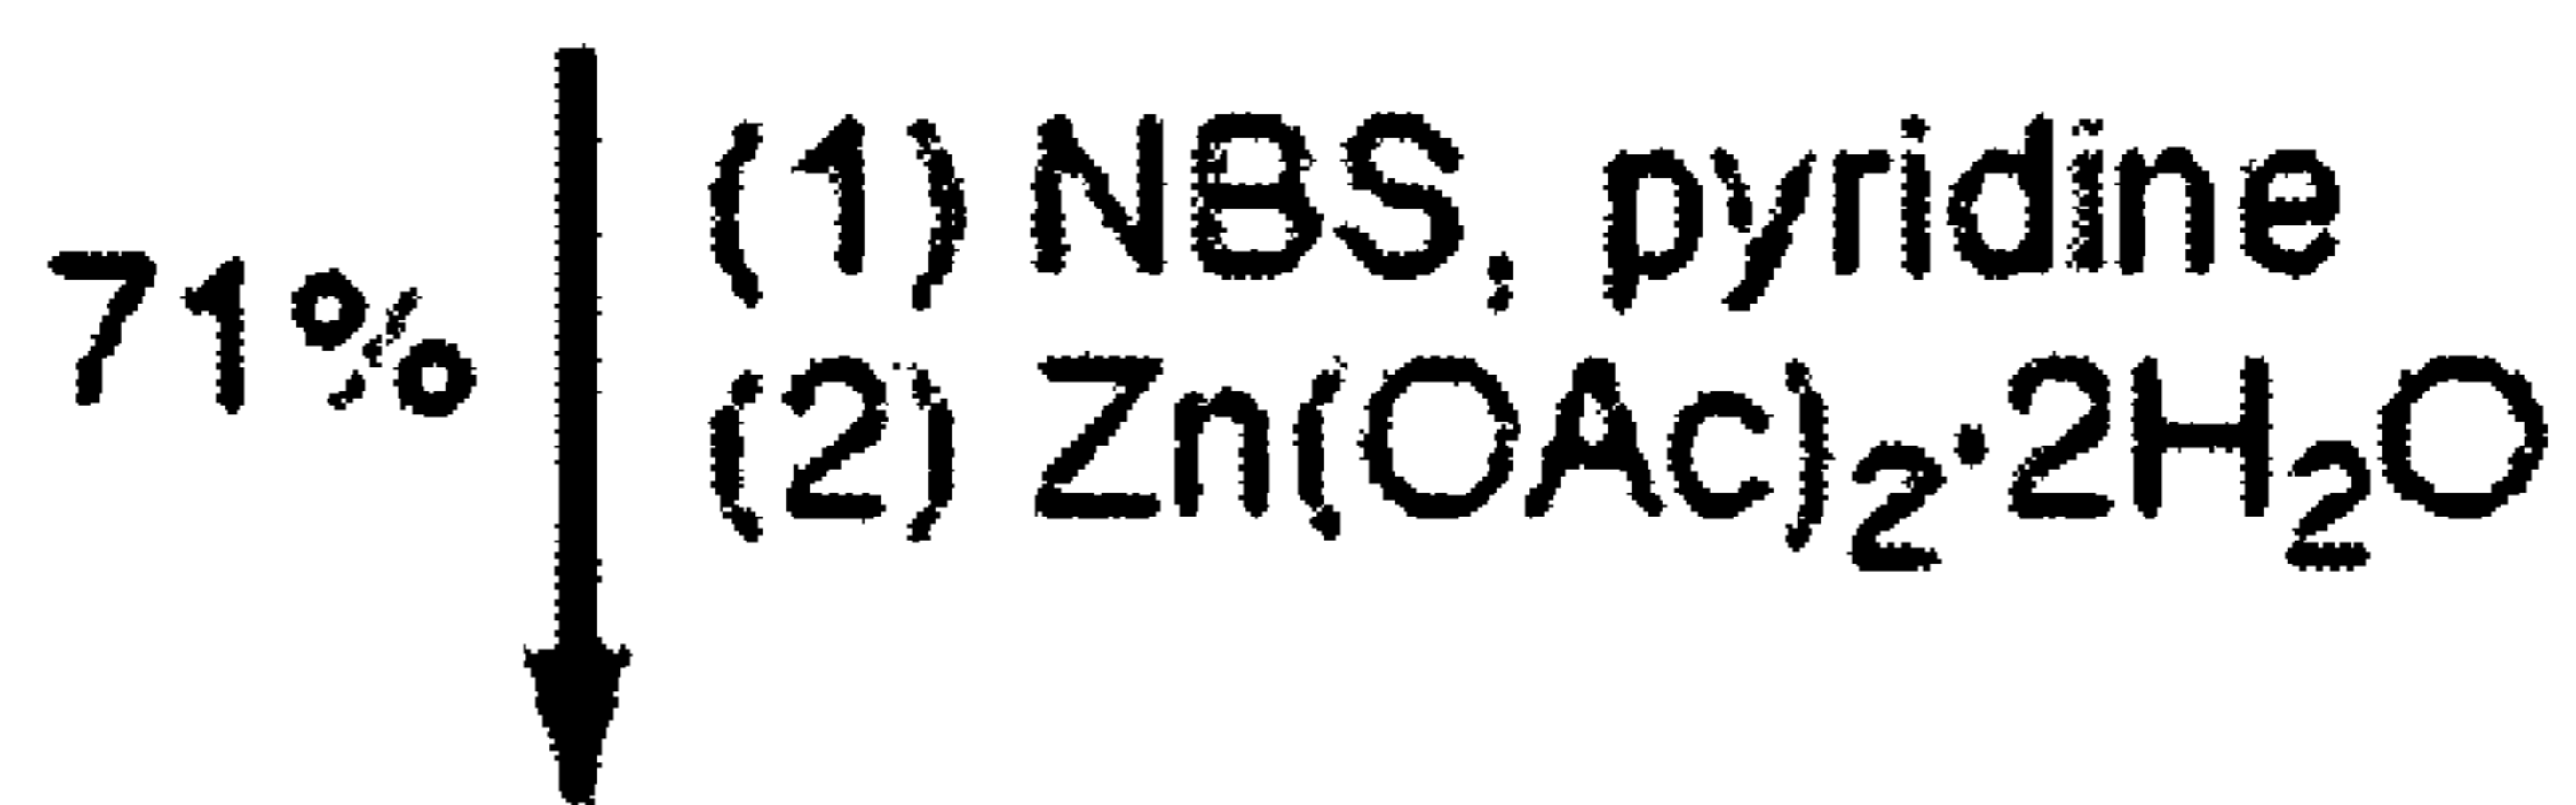 71%
(1) NBS, pyridine
(2) Zn(OAc)₂·2H₂O